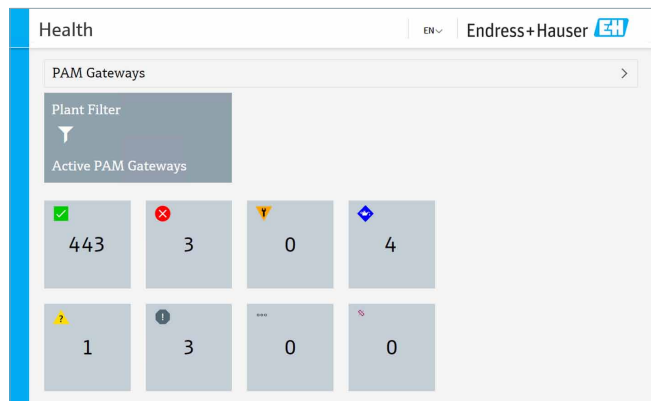 Health
EN
Endress+Hauser
EH
PAM Gateways
Plant Filter
Active PAM Gateways
443
3
0
4
?
1
!
3
0
0